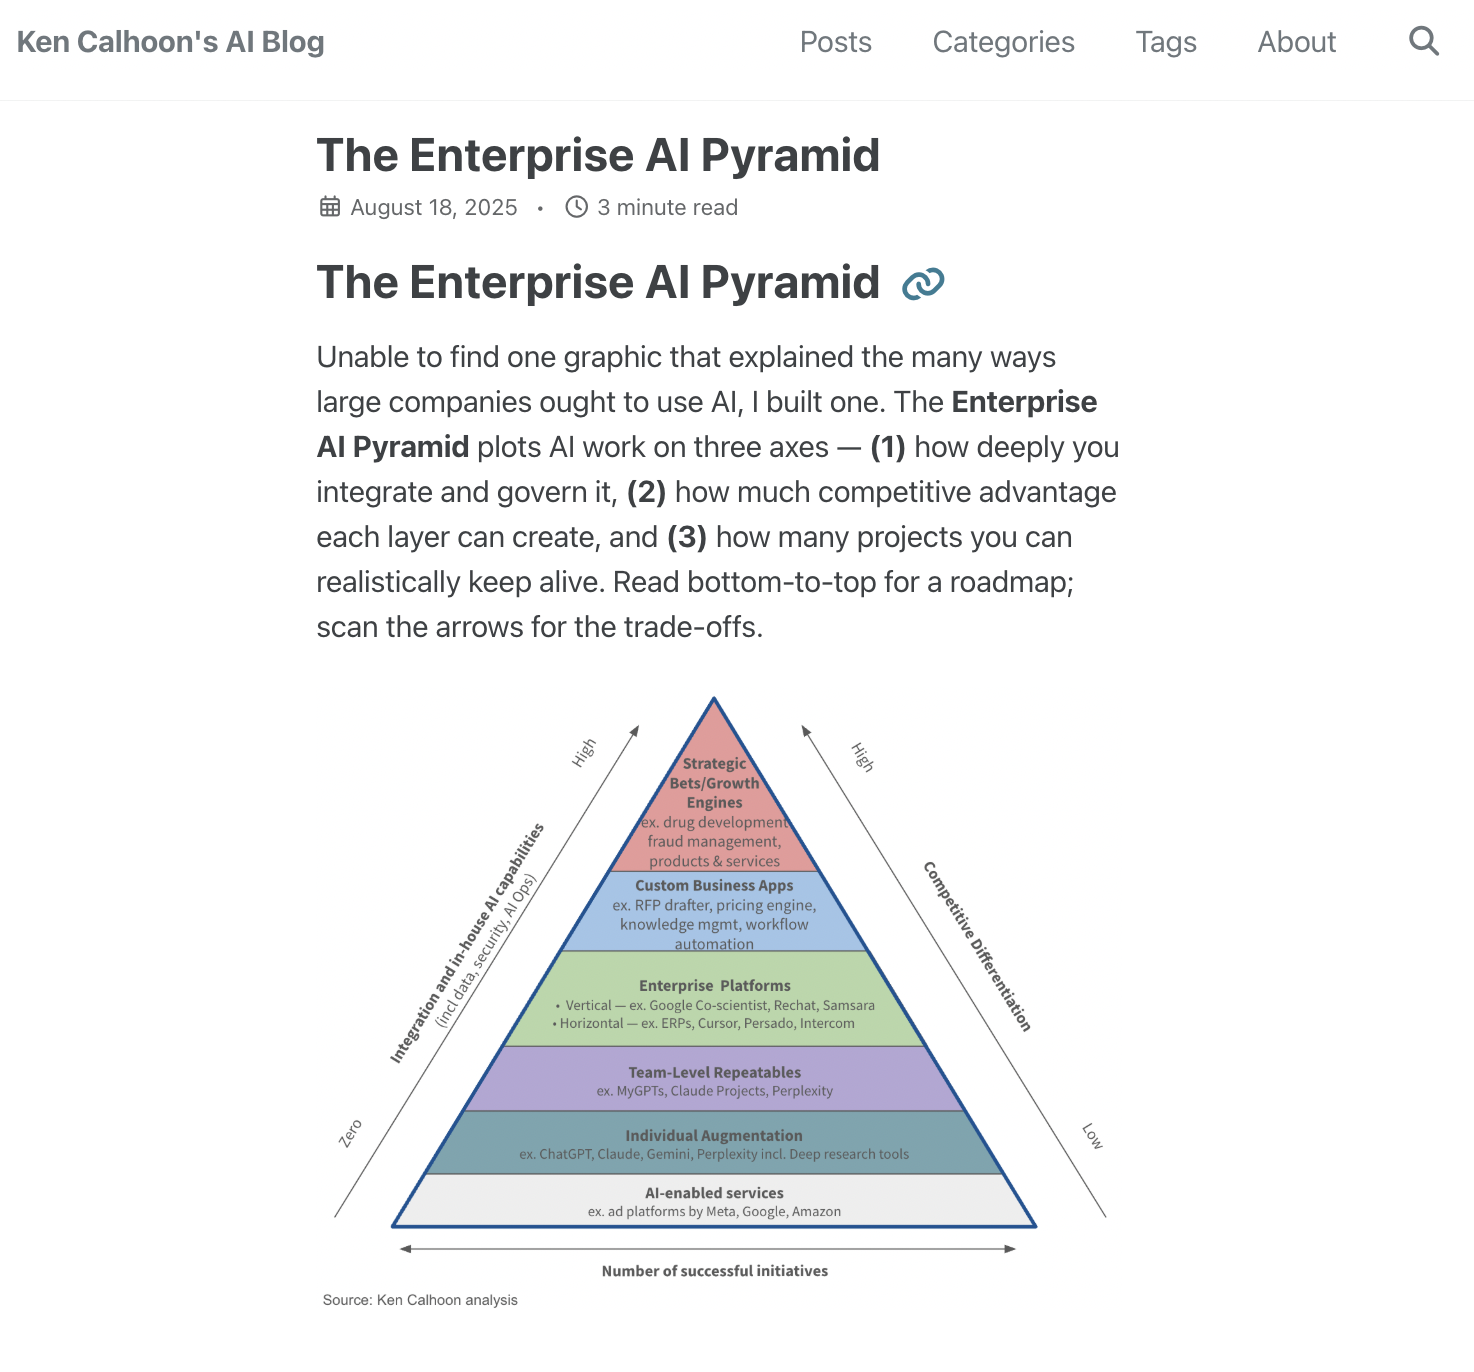 Ken Calhoon's AI Blog
Posts
Categories
Tags
About
The Enterprise AI Pyramid
August 18, 2025 • 3 minute read
The Enterprise AI Pyramid
Unable to find one graphic that explained the many ways
large companies ought to use AI, I built one. The Enterprise
AI Pyramid plots AI work on three axes — (1) how deeply you
integrate and govern it, (2) how much competitive advantage
each layer can create, and (3) how many projects you can
realistically keep alive. Read bottom-to-top for a roadmap;
scan the arrows for the trade-offs.
High
Integration and in-house AI capabilities
(incl data, security, AI Ops)
Zero
Strategic
Bets/Growth
Engines
ex. drug development,
fraud management,
products & services
Custom Business Apps
ex. RFP drafter, pricing engine,
knowledge mgmt, workflow
automation
Enterprise Platforms
• Vertical — ex. Google Co-scientist, Rechat, Samsara
• Horizontal — ex. ERPs, Cursor, Persado, Intercom
Team-Level Repeatables
ex. MyGPTs, Claude Projects, Perplexity
Individual Augmentation
ex. ChatGPT, Claude, Gemini, Perplexity incl. Deep research tools
AI-enabled services
ex. ad platforms by Meta, Google, Amazon
High
Competitive Differentiation
Low
Number of successful initiatives
Source: Ken Calhoon analysis